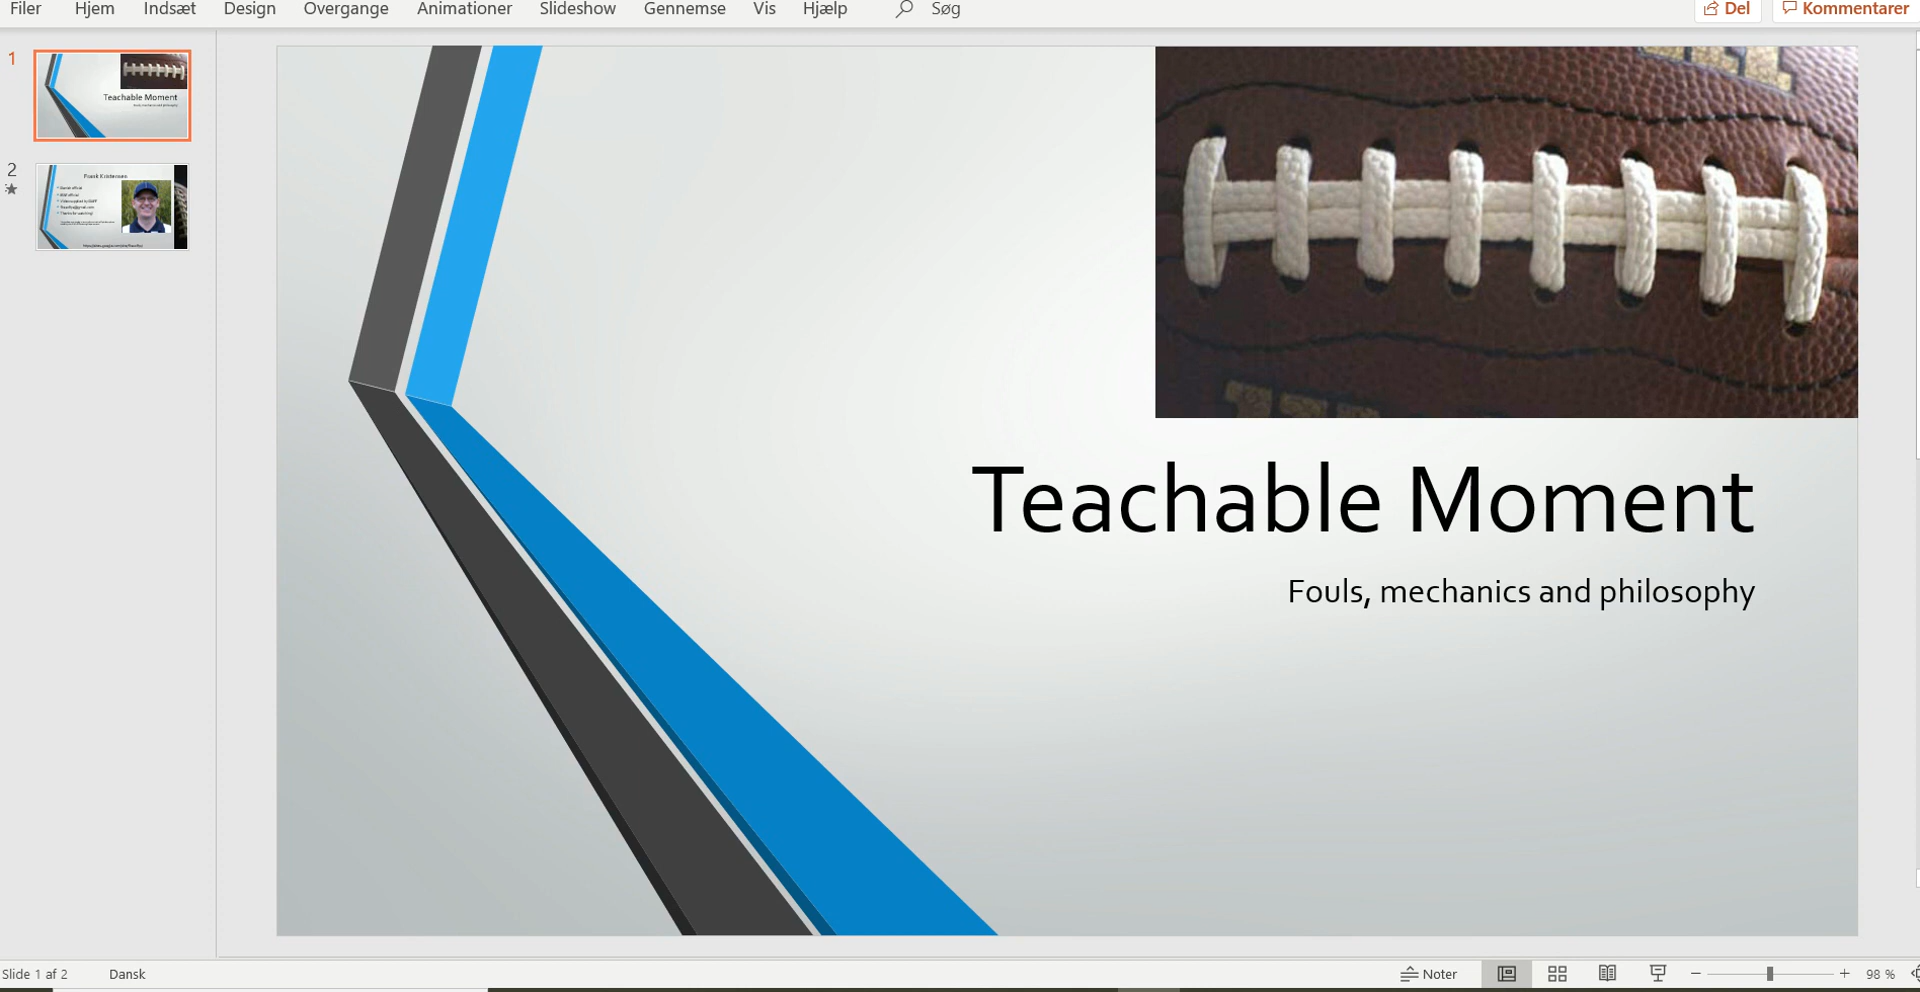 Filer Hjem Indsæt Design Overgange Animationer Slideshow Gennemse Vis Hjælp Søg Del Kommentarer
1
Teachable Moment
2
Frank Kristensen
Teachable Moment
Fouls, mechanics and philosophy
Slide 1 af 2 Dansk Noter 98 %